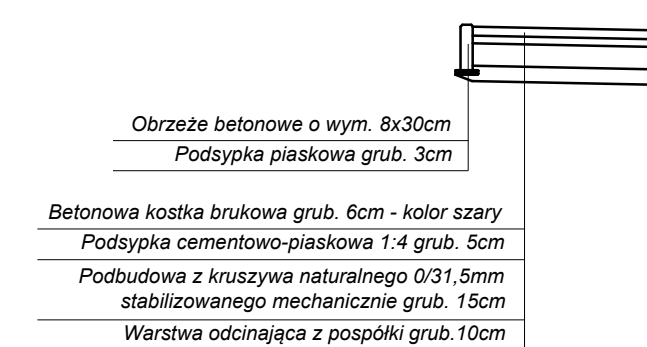 Obrzeże betonowe o wym. 8x30cm
Podsypka piaskowa grub. 3cm
Betonowa kostka brukowa grub. 6cm - kolor szary
Podsypka cementowo-piaskowa 1:4 grub. 5cm
Podbudowa z kruszywa naturalnego 0/31,5mm
stabilizowanego mechanicznie grub. 15cm
Warstwa odcinająca z pospółki grub.10cm